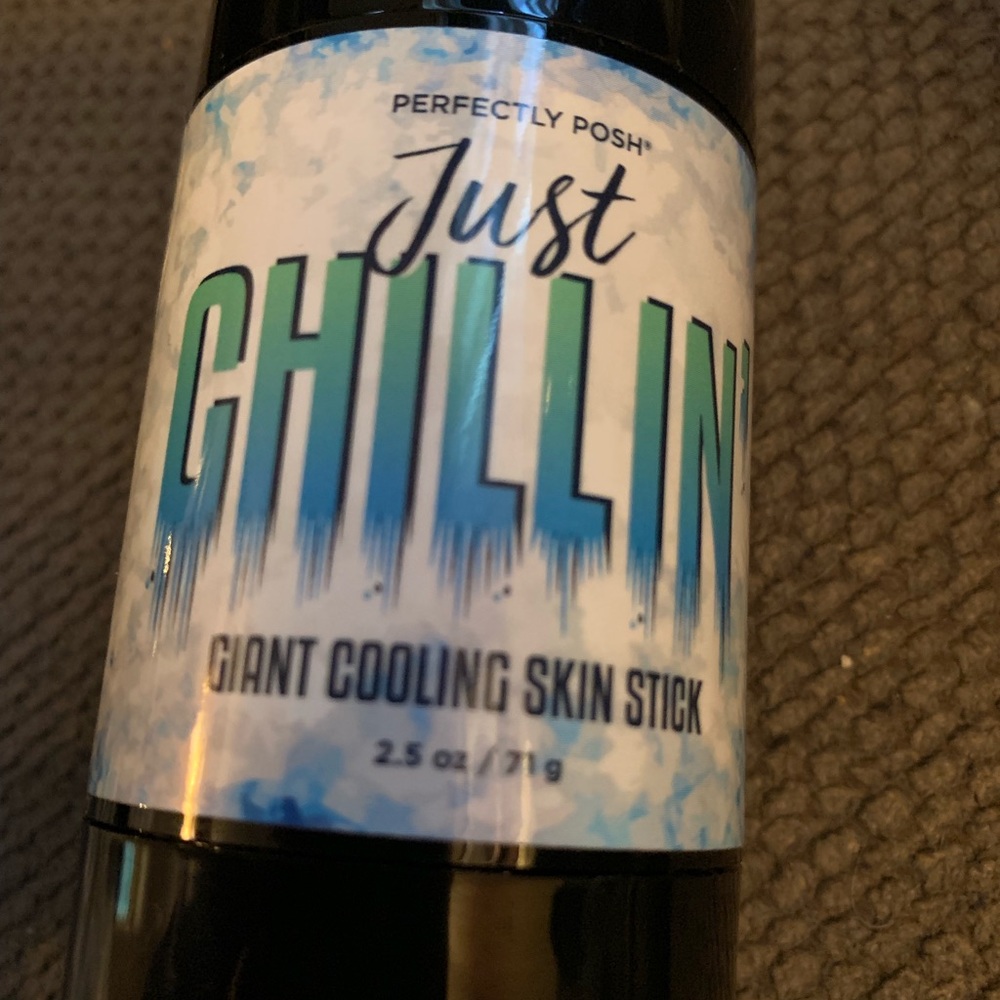 PERFECTLY POSH®
Just
CHILLIN'
GIANT COOLING SKIN STICK
2.5 oz / 71 g